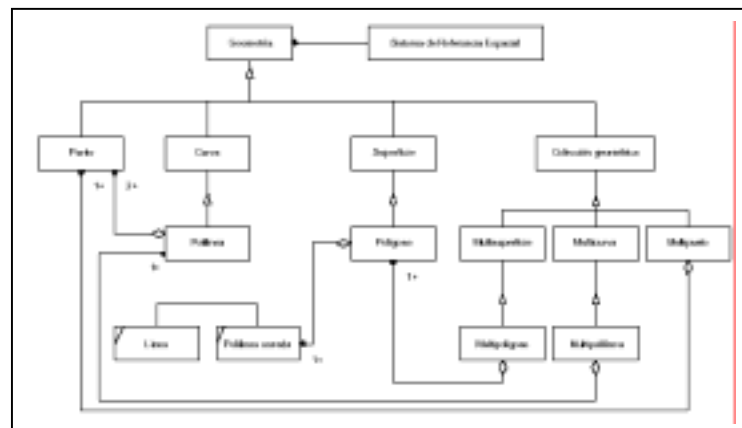 Geometría
Sistema de Referencia Espacial
Punto
Curva
Superficie
Colección geométrica
1+
2+
Polilínea
Polígono
Multisuperficie
Multicurva
Multipunto
1+
1+
Línea
Polilínea cerrada
1+
Multipolígono
Multipolilínea